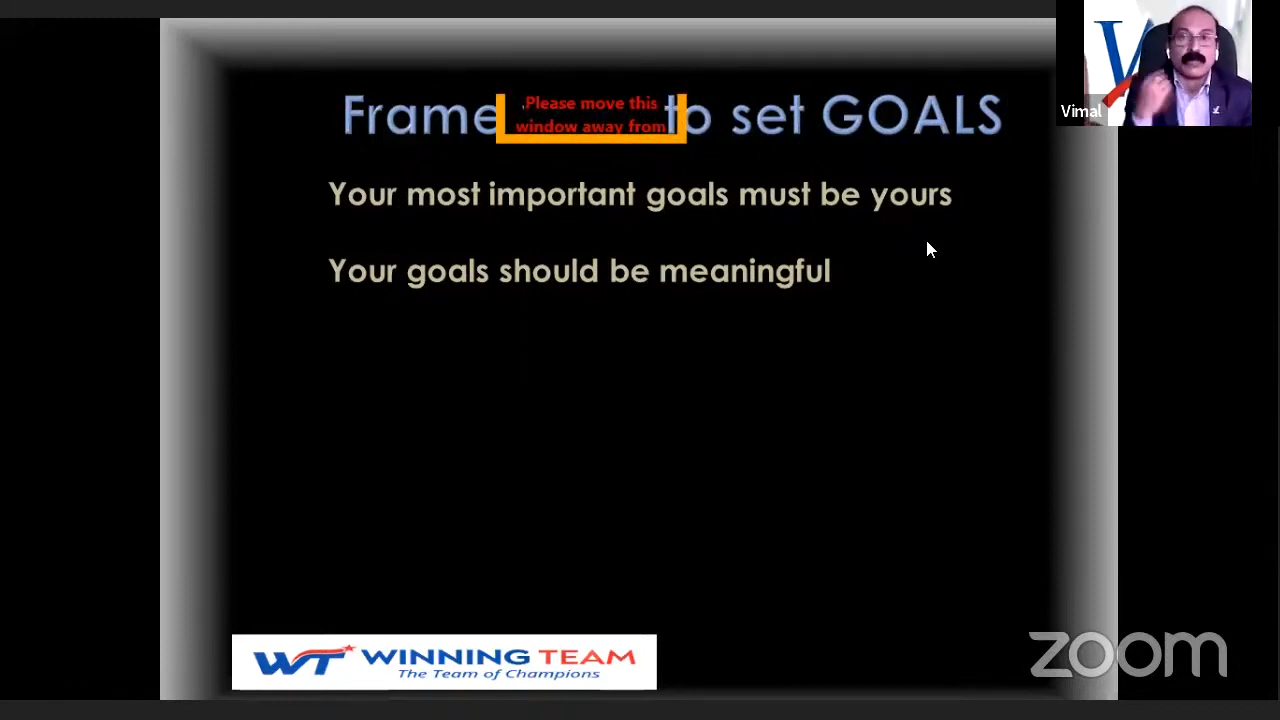 Frame to set GOALS
Please move this
window away from
Your most important goals must be yours
Your goals should be meaningful
Vimal
WT WINNING TEAM
The Team of Champions
zoom